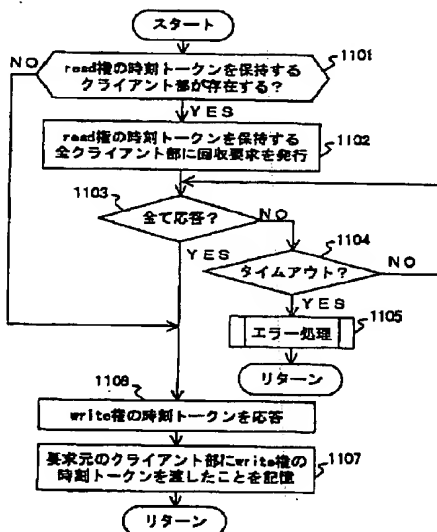 スタート
1101
NO
read権の時刻トークンを保持する
クライアント部が存在する?
YES
1102
read権の時刻トークンを保持する
全クライアント部に回収要求を発行
1103
全て応答?
NO
1104
YES
タイムアウト?
NO
YES
1105
エラー処理
リターン
1106
write権の時刻トークンを応答
要求元のクライアント部にwrite権の
時刻トークンを渡したことを記憶
1107
リターン